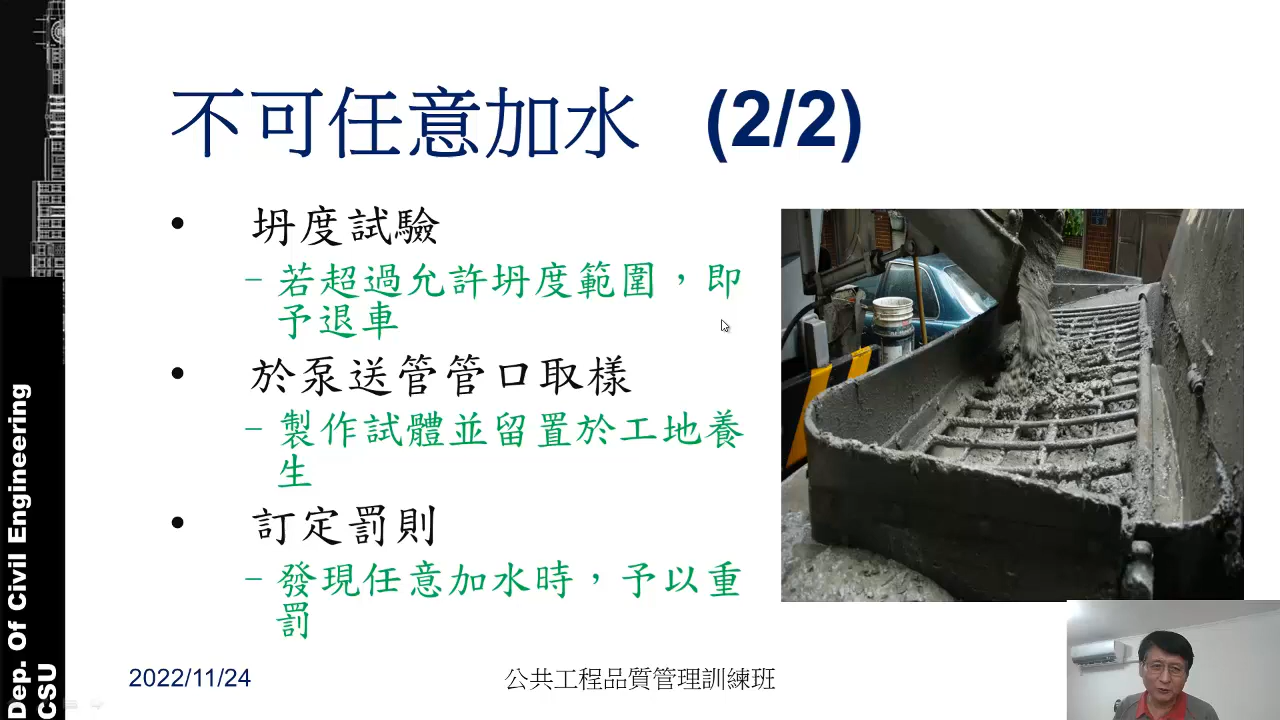 不可任意加水 (2/2)
• 坍度試驗
– 若超過允許坍度範圍，即
予退車
• 於泵送管管口取樣
– 製作試體並留置於工地養
生
• 訂定罰則
– 發現任意加水時，予以重
罰
2022/11/24
公共工程品質管理訓練班
Dep. Of Civil Engineering
CSU